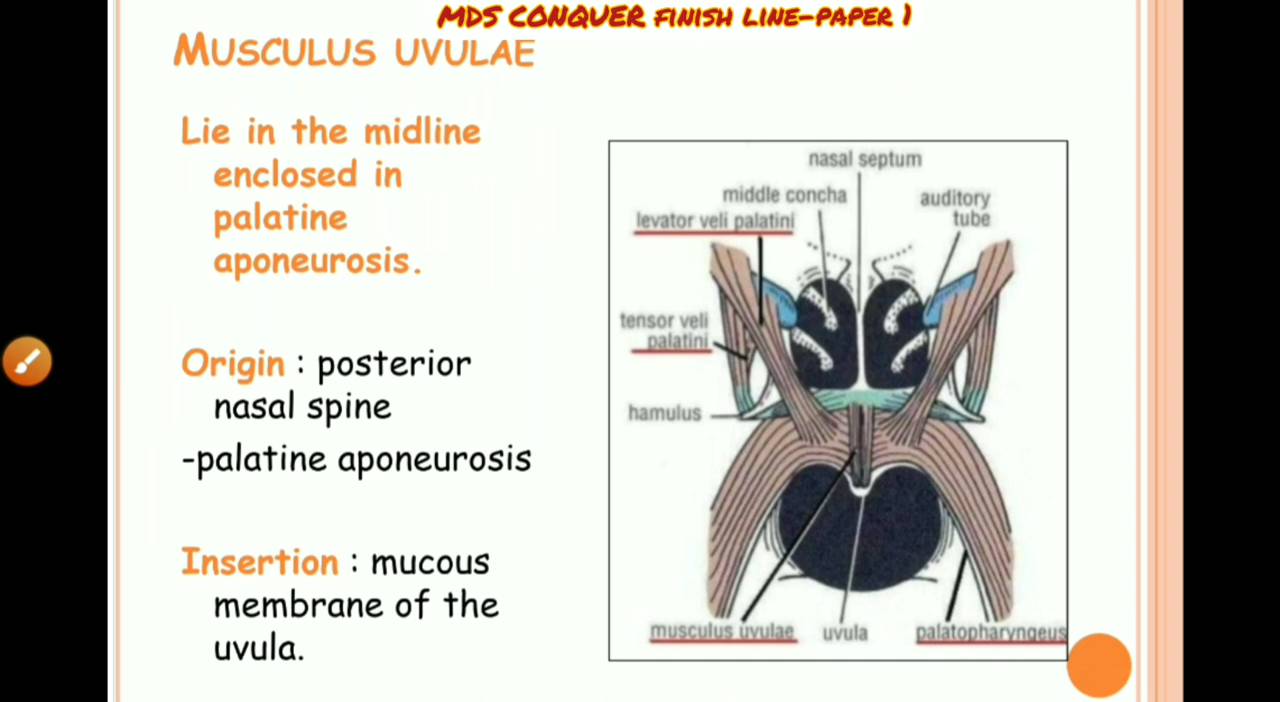 MDS CONQUER FINISH LINE-PAPER 1
MUSCULUS UVULAE
Lie in the midline
enclosed in
palatine
aponeurosis.
Origin : posterior
nasal spine
-palatine aponeurosis
Insertion : mucous
membrane of the
uvula.
nasal septum
middle concha
auditory
tube
levator veli palatini
tensor veli
palatini
hamulus
musculus uvulae
uvula
palatopharyngeus